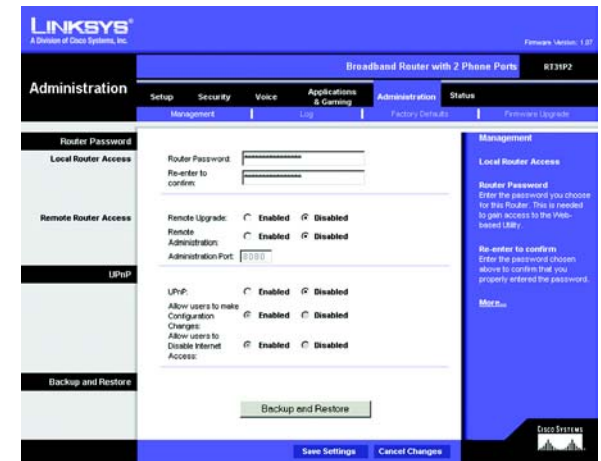 LINKSYS®
A Division of Cisco Systems, Inc.
Firmware Version: 1.07
Broadband Router with 2 Phone Ports
RT31P2
Administration
Setup Security Voice Applications & Gaming Administration Status
Management Log Factory Defaults Firmware Upgrade
Router Password
Local Router Access
Router Password:
Re-enter to
confirm:
Remote Router Access
Remote Upgrade: Enabled Disabled
Remote
Administration: Enabled Disabled
Administration Port: 8080
UPnP
UPnP: Enabled Disabled
Allow users to make
Configuration
Changes: Enabled Disabled
Allow users to
Disable Internet
Access: Enabled Disabled
Backup and Restore
Backup and Restore
Save Settings Cancel Changes
Management
Local Router Access
Router Password
Enter the password you choose
for this Router. This is needed
to gain access to the Web-
based Utility.
Re-enter to confirm
Enter the password chosen
above to confirm that you
properly entered the password.
More...
CISCO SYSTEMS